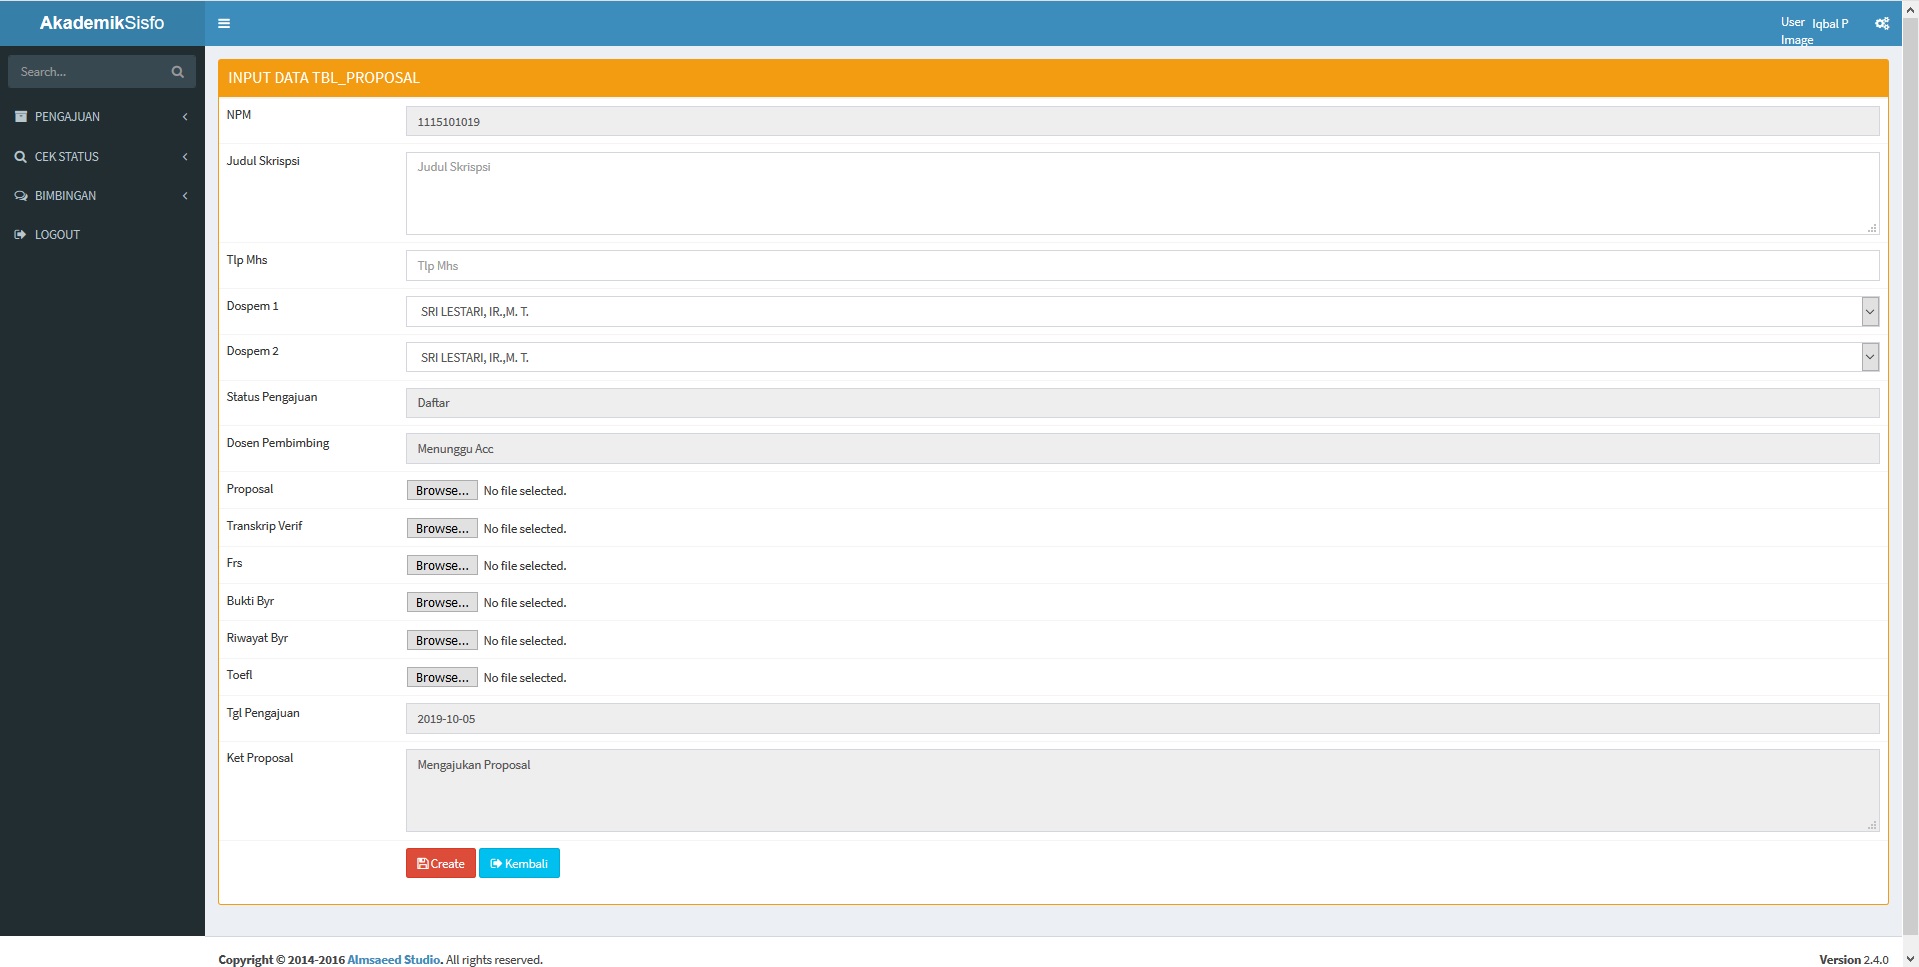 AkademikSisfo
User Image
Iqbal P
Search...
PENGAJUAN
CEK STATUS
BIMBINGAN
LOGOUT
INPUT DATA TBL_PROPOSAL
NPM
1115101019
Judul Skrispsi
Judul Skrispsi
Tlp Mhs
Tlp Mhs
Dospem 1
SRI LESTARI, IR.,M. T.
Dospem 2
SRI LESTARI, IR.,M. T.
Status Pengajuan
Daftar
Dosen Pembimbing
Menunggu Acc
Proposal
Browse... No file selected.
Transkrip Verif
Browse... No file selected.
Frs
Browse... No file selected.
Bukti Byr
Browse... No file selected.
Riwayat Byr
Browse... No file selected.
Toefl
Browse... No file selected.
Tgl Pengajuan
2019-10-05
Ket Proposal
Mengajukan Proposal
Create
Kembali
Copyright © 2014-2016 Almsaeed Studio. All rights reserved.
Version 2.4.0